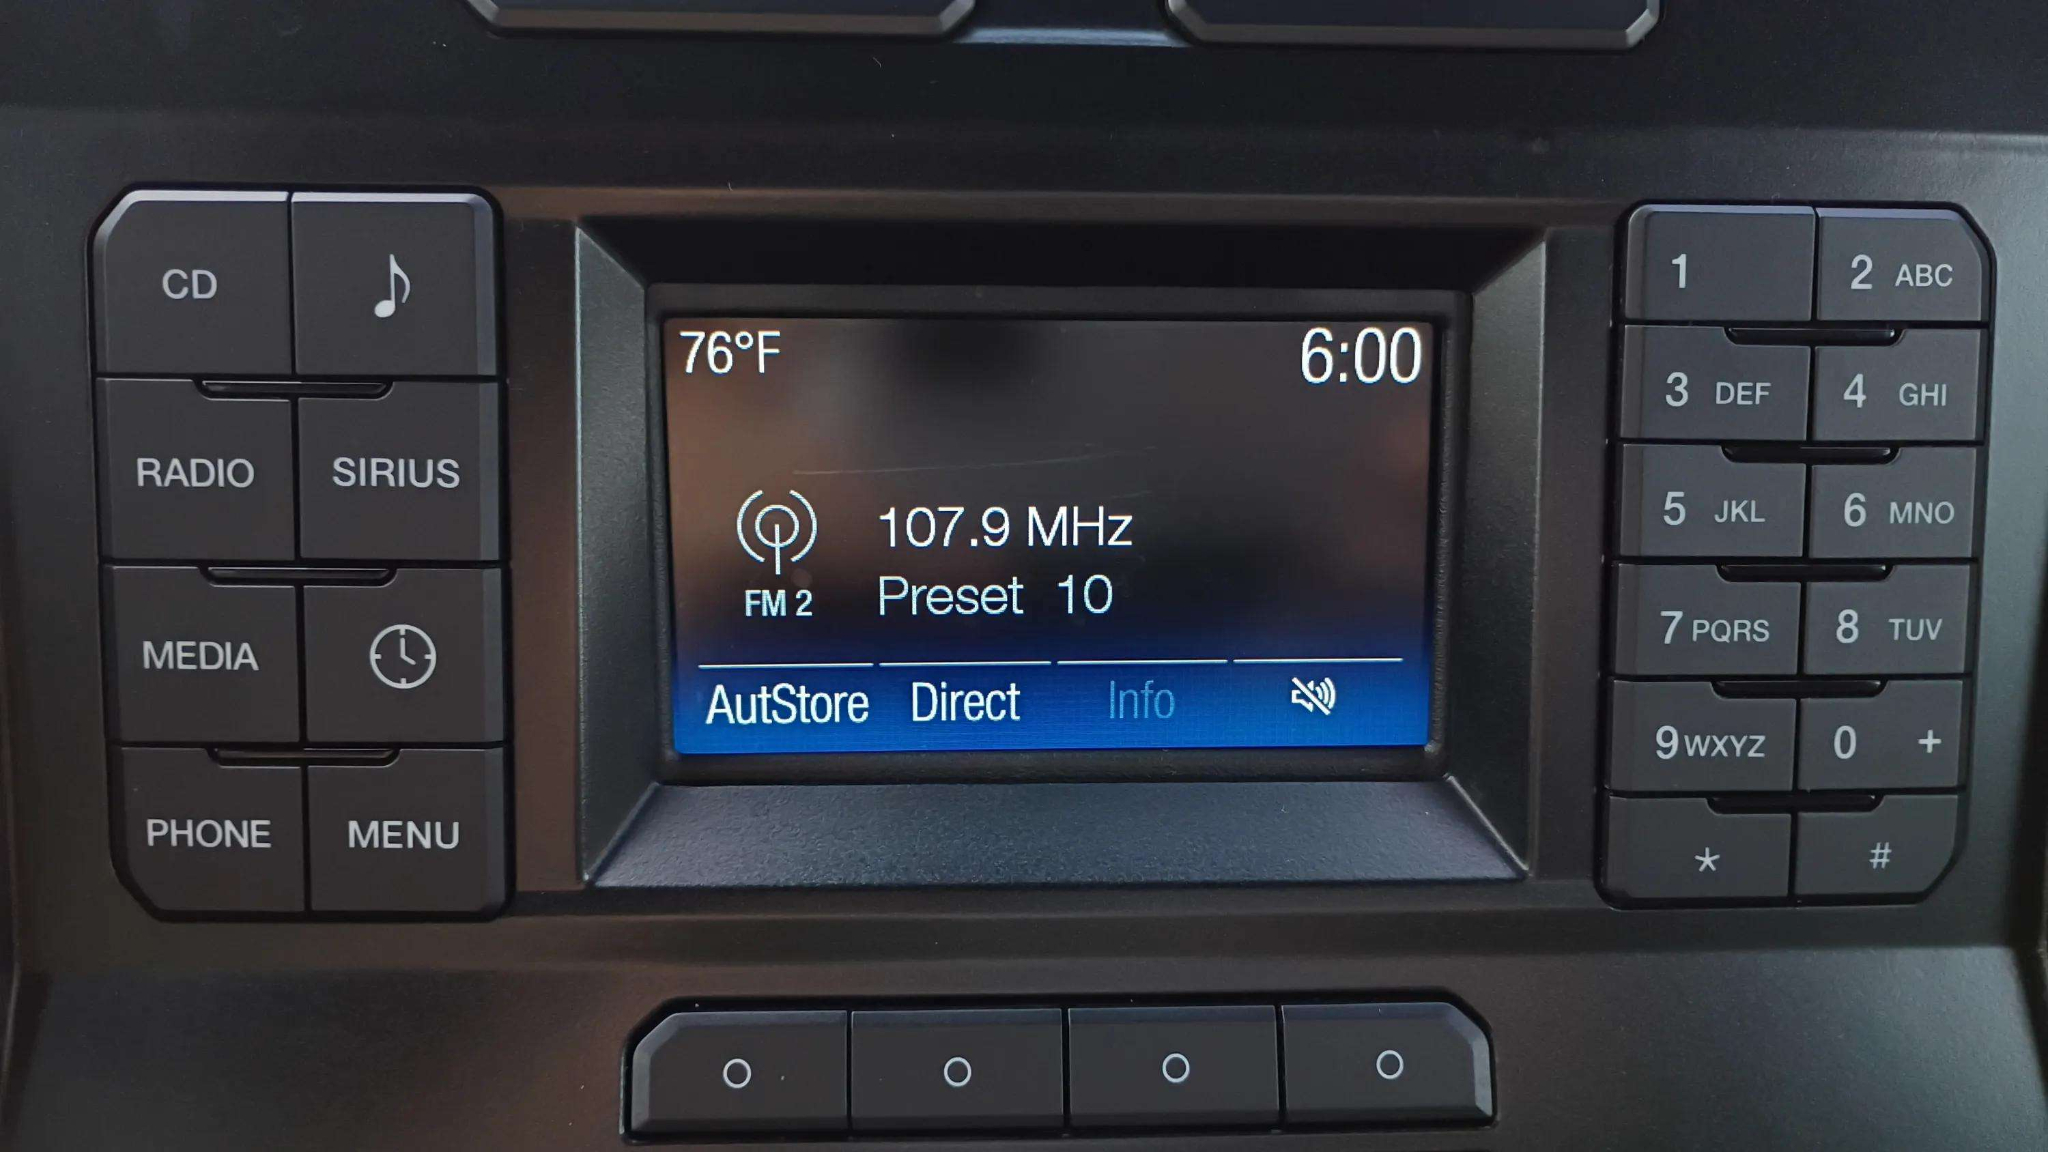 CD
RADIO SIRIUS
MEDIA
PHONE MENU
76°F 6:00
107.9 MHz
FM 2 Preset 10
AutStore Direct Info
1 2 ABC
3 DEF 4 GHI
5 JKL 6 MNO
7 PQRS 8 TUV
9 WXYZ 0 +
* #